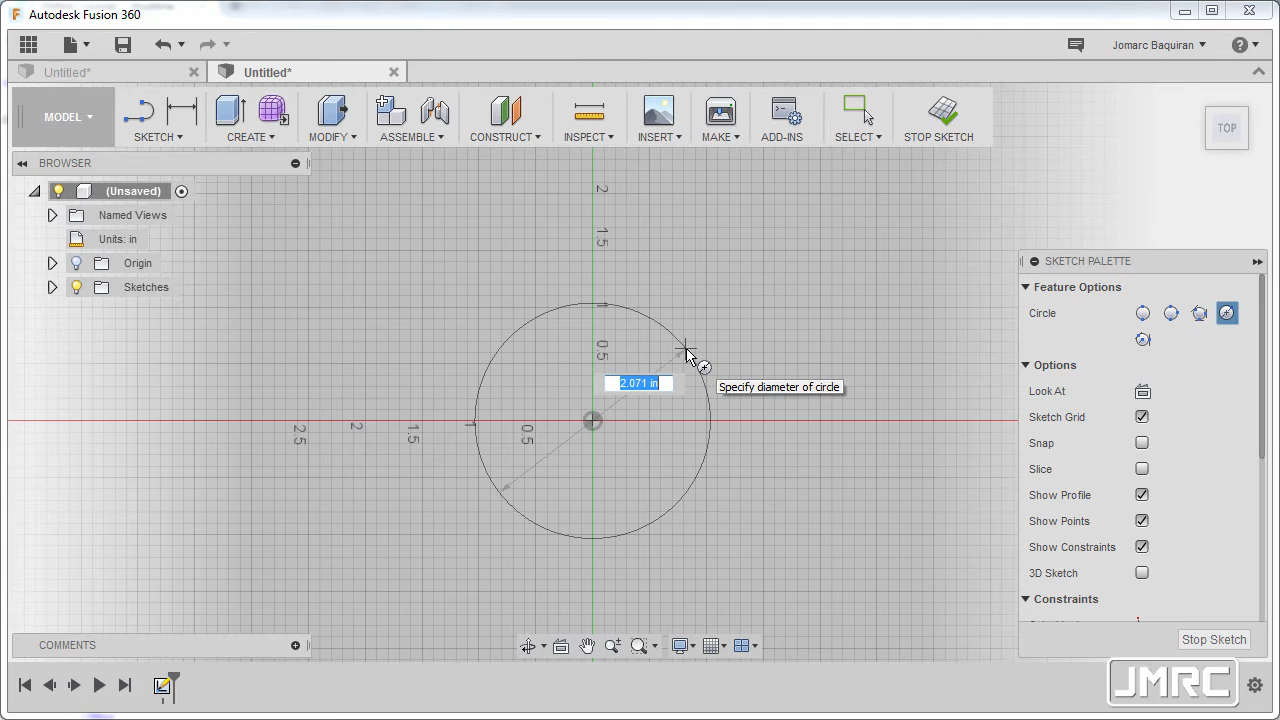 Autodesk Fusion 360
Jomarc Baquiran
Untitled*
Untitled*
MODEL
SKETCH
CREATE
MODIFY
ASSEMBLE
CONSTRUCT
INSPECT
INSERT
MAKE
ADD-INS
SELECT
STOP SKETCH
TOP
BROWSER
(Unsaved)
Named Views
Units: in
Origin
Sketches
2
1.5
1
0.5
2.5
2
1.5
1
0.5
2.071 in
Specify diameter of circle
SKETCH PALETTE
Feature Options
Circle
Options
Look At
Sketch Grid
Snap
Slice
Show Profile
Show Points
Show Constraints
3D Sketch
Constraints
Stop Sketch
COMMENTS
JMRC